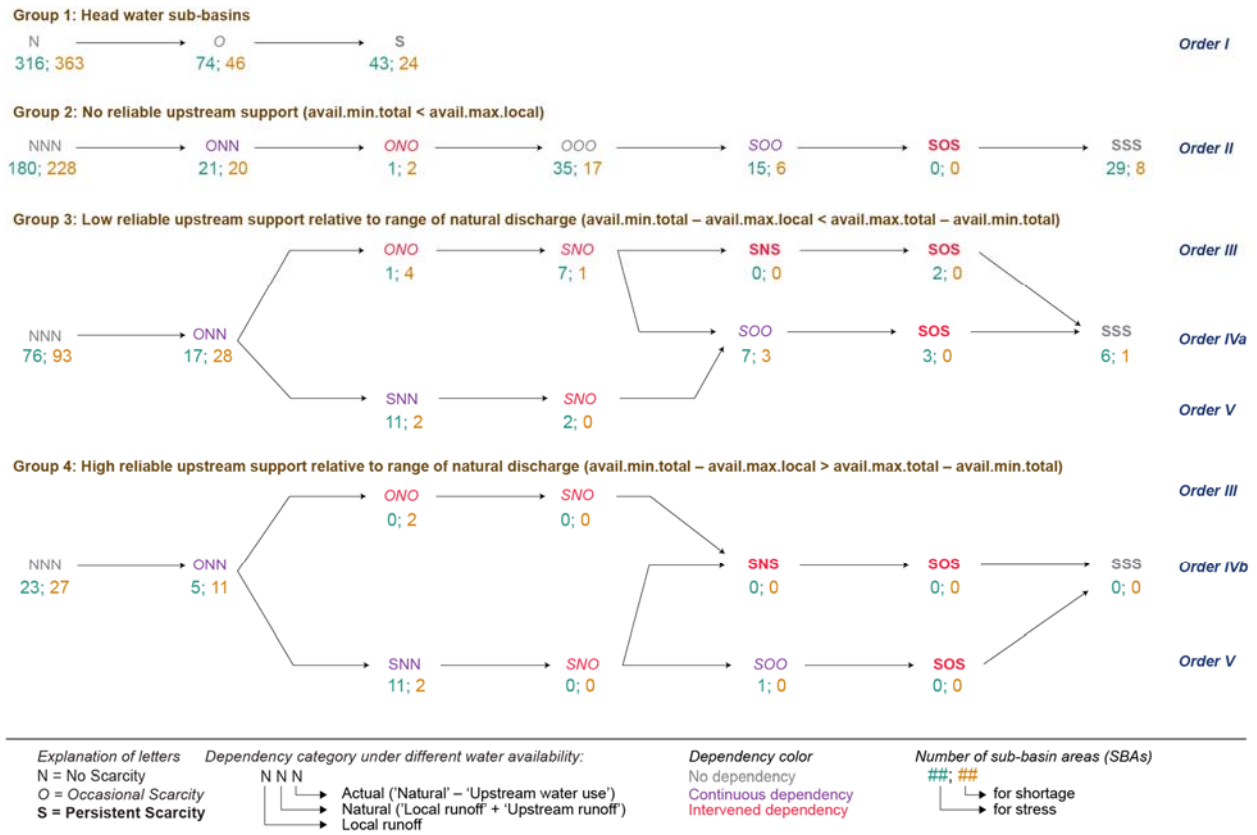 Group 1: Head water sub-basins
N O S Order I
316; 363 74; 46 43; 24
Group 2: No reliable upstream support (avail.min.total < avail.max.local)
NNN ONN ONO OOO SOO SOS SSS Order II
180; 228 21; 20 1; 2 35; 17 15; 6 0; 0 29; 8
Group 3: Low reliable upstream support relative to range of natural discharge (avail.min.total – avail.max.local < avail.max.total – avail.min.total)
ONO SNO SNS SOS Order III
1; 4 7; 1 0; 0 2; 0
NNN ONN SOO SOS SSS Order IVa
76; 93 17; 28 7; 3 3; 0 6; 1
SNN SNO Order V
11; 2 2; 0
Group 4: High reliable upstream support relative to range of natural discharge (avail.min.total – avail.max.local > avail.max.total – avail.min.total)
ONO SNO Order III
0; 2 0; 0
NNN ONN SNS SOS SSS Order IVb
23; 27 5; 11 0; 0 0; 0 0; 0
SNN SNO SOO SOS Order V
11; 2 0; 0 1; 0 0; 0
Explanation of letters
N = No Scarcity
O = Occasional Scarcity
S = Persistent Scarcity
Dependency category under different water availability:
N N N
Actual ('Natural' – 'Upstream water use')
Natural ('Local runoff' + 'Upstream runoff')
Local runoff
Dependency color
No dependency
Continuous dependency
Intervened dependency
Number of sub-basin areas (SBAs)
##; ##
for shortage
for stress